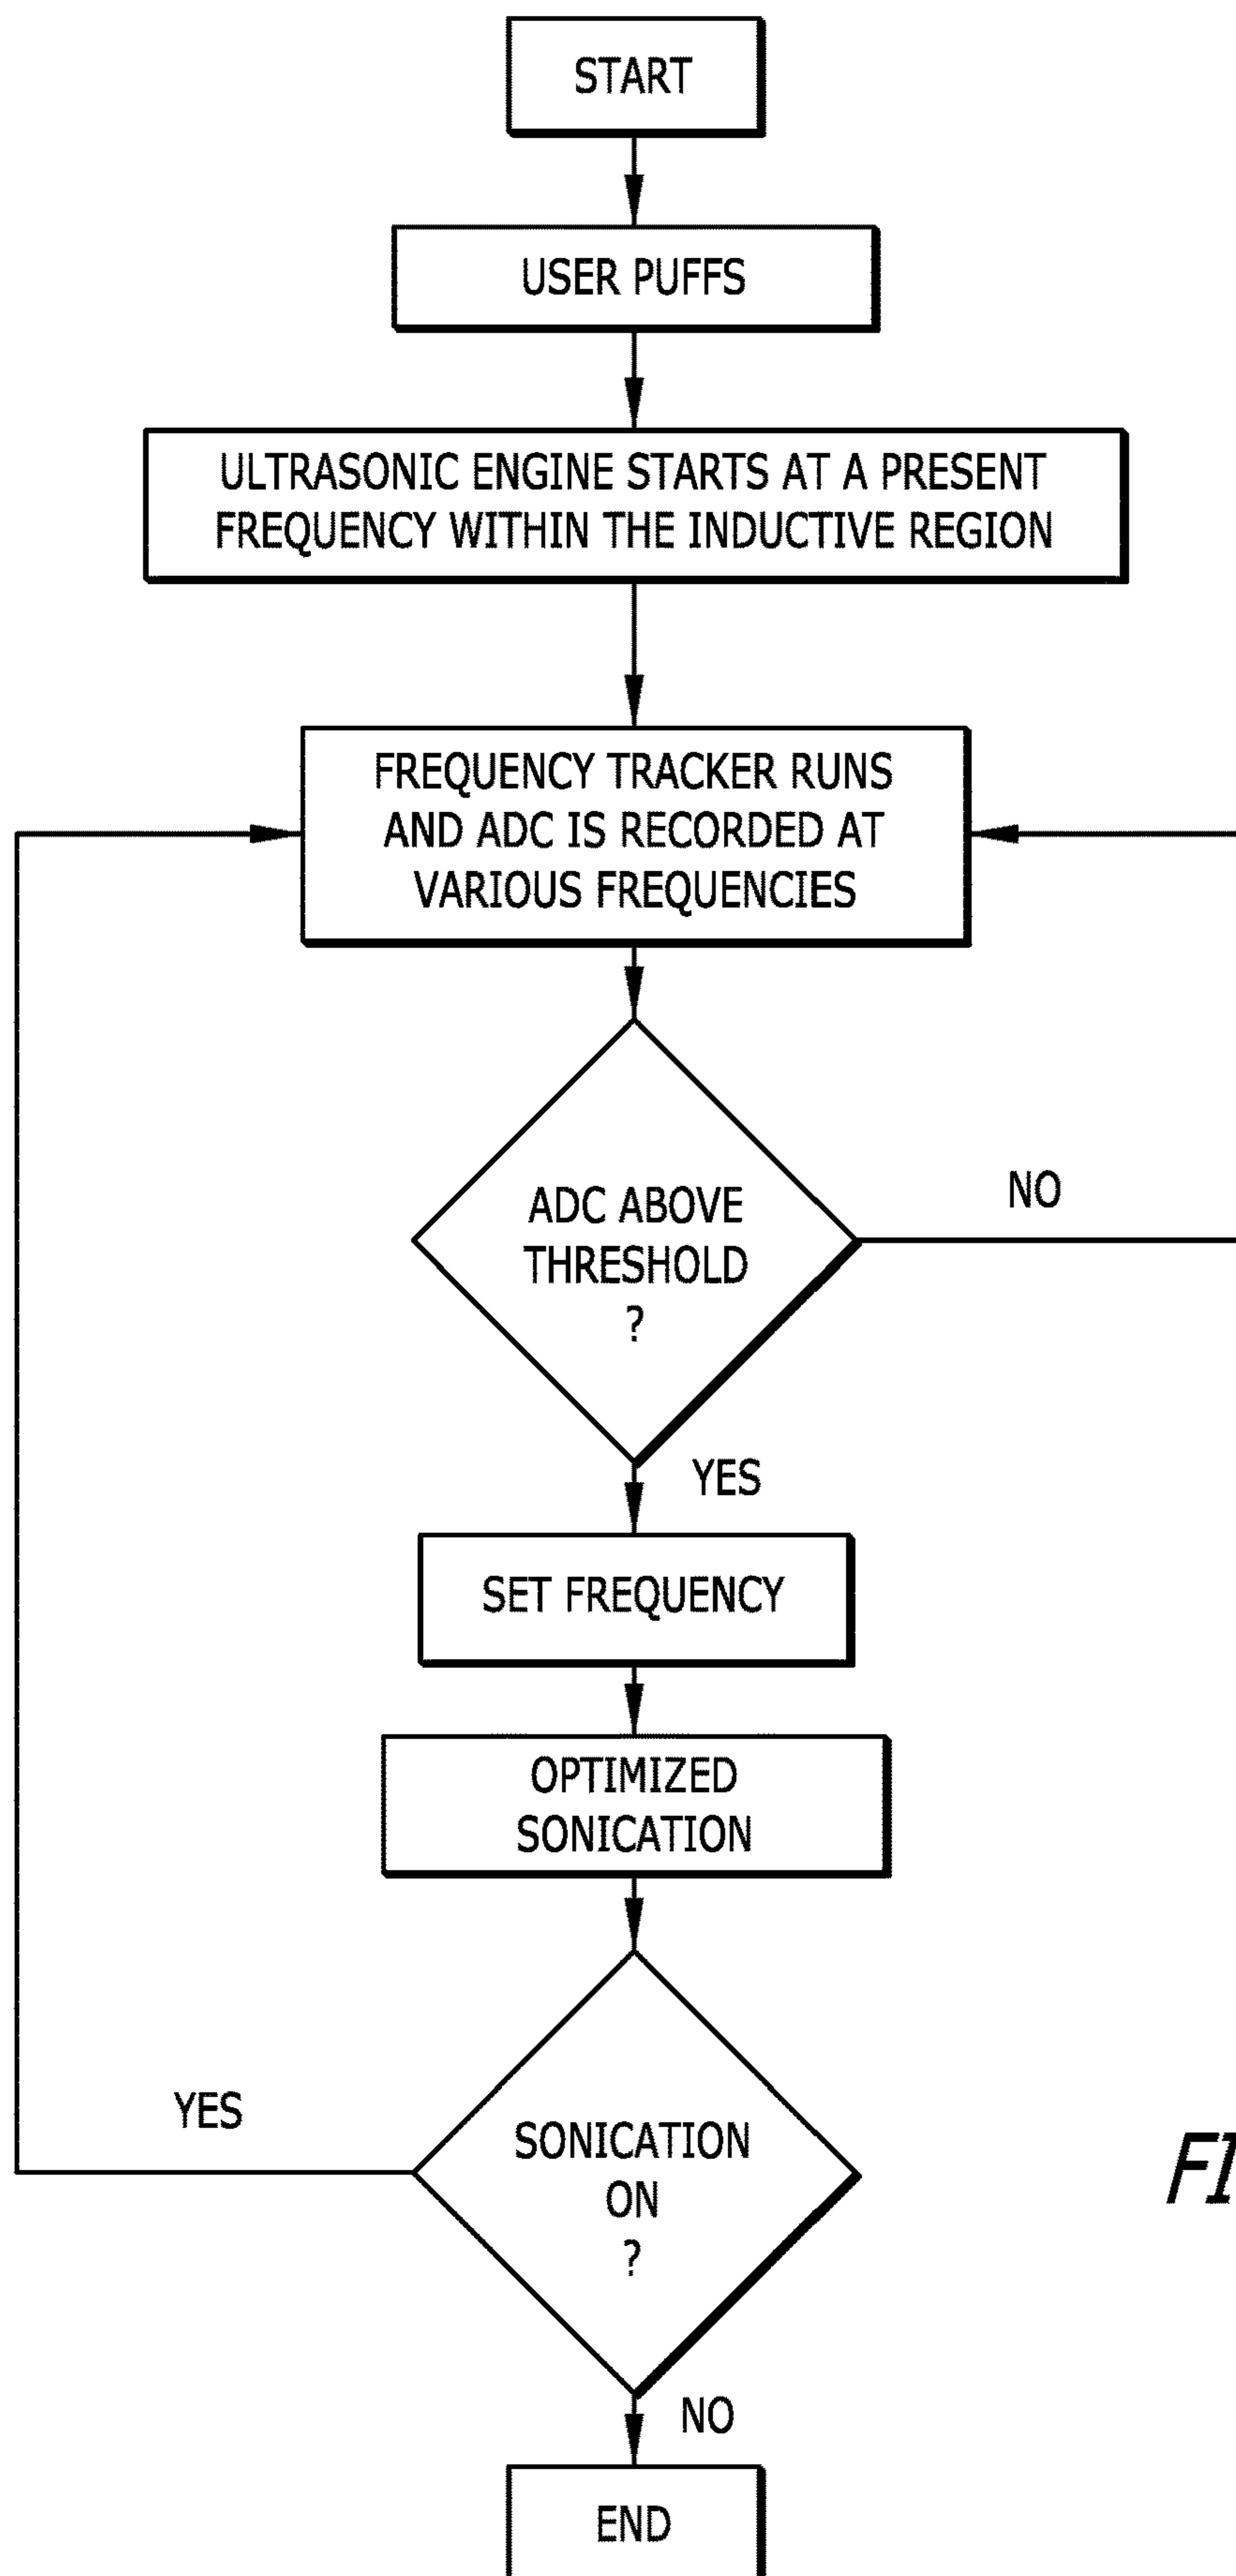 START
USER PUFFS
ULTRASONIC ENGINE STARTS AT A PRESENT
FREQUENCY WITHIN THE INDUCTIVE REGION
FREQUENCY TRACKER RUNS
AND ADC IS RECORDED AT
VARIOUS FREQUENCIES
ADC ABOVE
THRESHOLD
?
NO
YES
SET FREQUENCY
OPTIMIZED
SONICATION
YES
SONICATION
ON
?
FI
NO
END